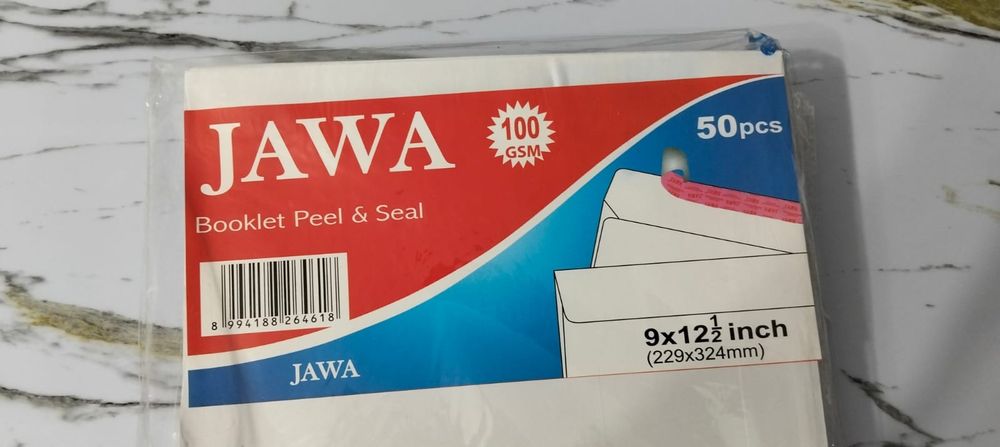 JAWA
100
GSM
50pcs
Booklet Peel & Seal
8 994188 264618
9x12½ inch
(229x324mm)
JAWA